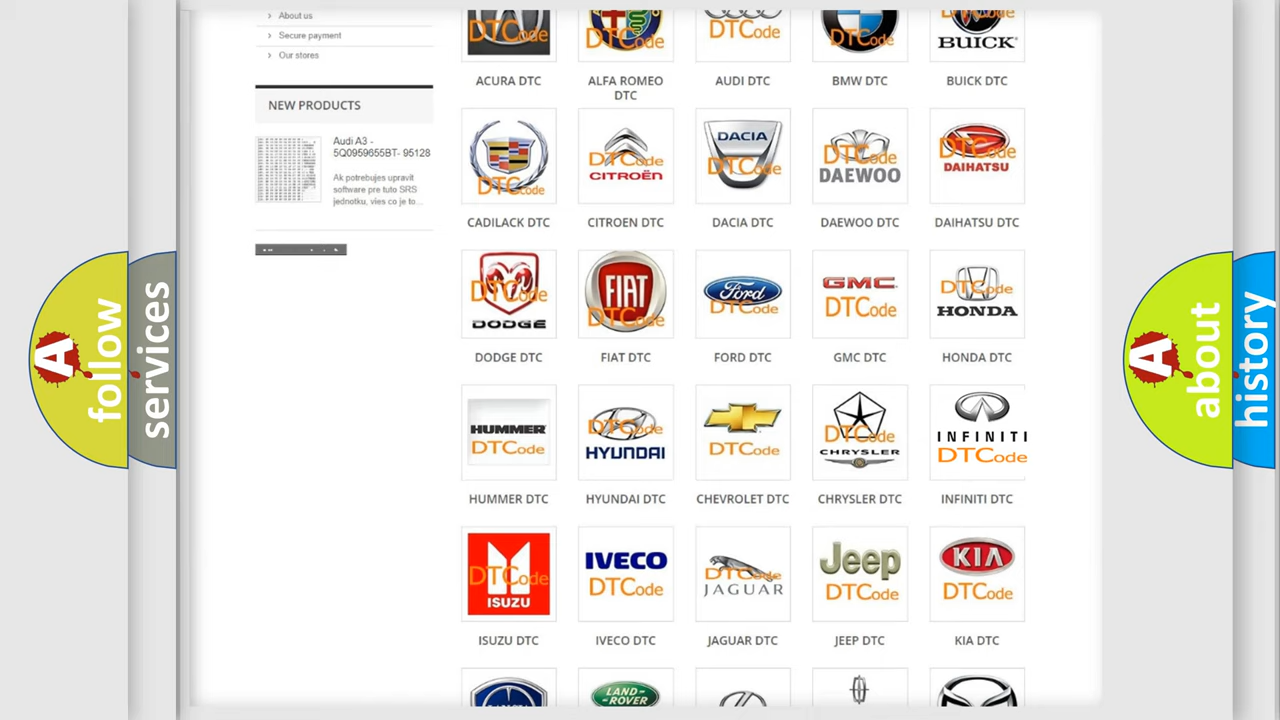 About us
Secure payment
Our stores
NEW PRODUCTS
Audi A3 -
5Q0959655BT- 95128
Ak potrebujes upravit
software pre tuto SRS
jednotku, vies co je to...
DTCode
DTCode
DTCode
DTCode
BUICK
ACURA DTC
ALFA ROMEO
DTC
AUDI DTC
BMW DTC
BUICK DTC
DTCode
DTCode
CITROËN
DACIA
DTCode
DTCode
DAEWOO
DTCode
DAIHATSU
CADILACK DTC
CITROEN DTC
DACIA DTC
DAEWOO DTC
DAIHATSU DTC
DTCode
DODGE
FIAT
DTCode
Ford
DTCode
GMC
DTCode
DTCode
HONDA
DODGE DTC
FIAT DTC
FORD DTC
GMC DTC
HONDA DTC
HUMMER
DTCode
DTCode
HYUNDAI
DTCode
DTCode
CHRYSLER
INFINITI
DTCode
HUMMER DTC
HYUNDAI DTC
CHEVROLET DTC
CHRYSLER DTC
INFINITI DTC
DTCode
ISUZU
IVECO
DTCode
DTCode
JAGUAR
Jeep
DTCode
KIA
DTCode
ISUZU DTC
IVECO DTC
JAGUAR DTC
JEEP DTC
KIA DTC
LAND-
ROVER
A
follow
services
A
about
history